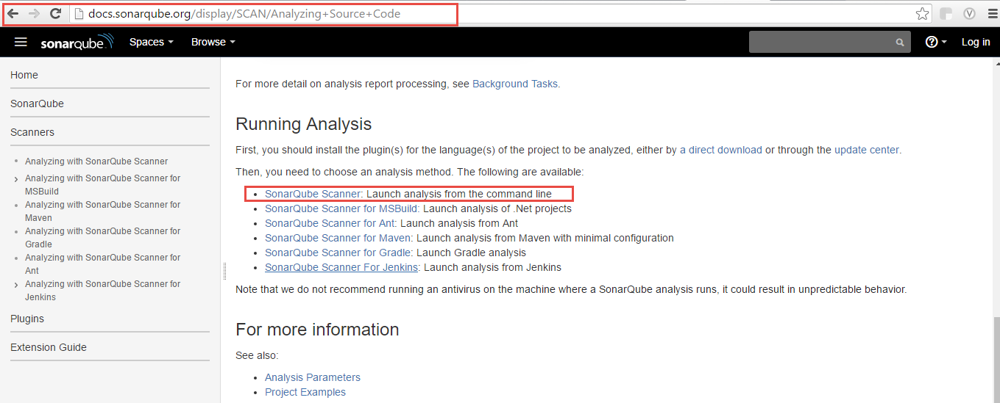 docs.sonarqube.org/display/SCAN/Analyzing+Source+Code
sonarqube Spaces Browse ? Log in
Home
SonarQube
Scanners
Analyzing with SonarQube Scanner
Analyzing with SonarQube Scanner for
MSBuild
Analyzing with SonarQube Scanner for
Maven
Analyzing with SonarQube Scanner for
Gradle
Analyzing with SonarQube Scanner for
Ant
Analyzing with SonarQube Scanner for
Jenkins
Plugins
Extension Guide
For more detail on analysis report processing, see Background Tasks.
Running Analysis
First, you should install the plugin(s) for the language(s) of the project to be analyzed, either by a direct download or through the update center.
Then, you need to choose an analysis method. The following are available:
SonarQube Scanner: Launch analysis from the command line
SonarQube Scanner for MSBuild: Launch analysis of .Net projects
SonarQube Scanner for Ant: Launch analysis from Ant
SonarQube Scanner for Maven: Launch analysis from Maven with minimal configuration
SonarQube Scanner for Gradle: Launch Gradle analysis
SonarQube Scanner For Jenkins: Launch analysis from Jenkins
Note that we do not recommend running an antivirus on the machine where a SonarQube analysis runs, it could result in unpredictable behavior.
For more information
See also:
Analysis Parameters
Project Examples